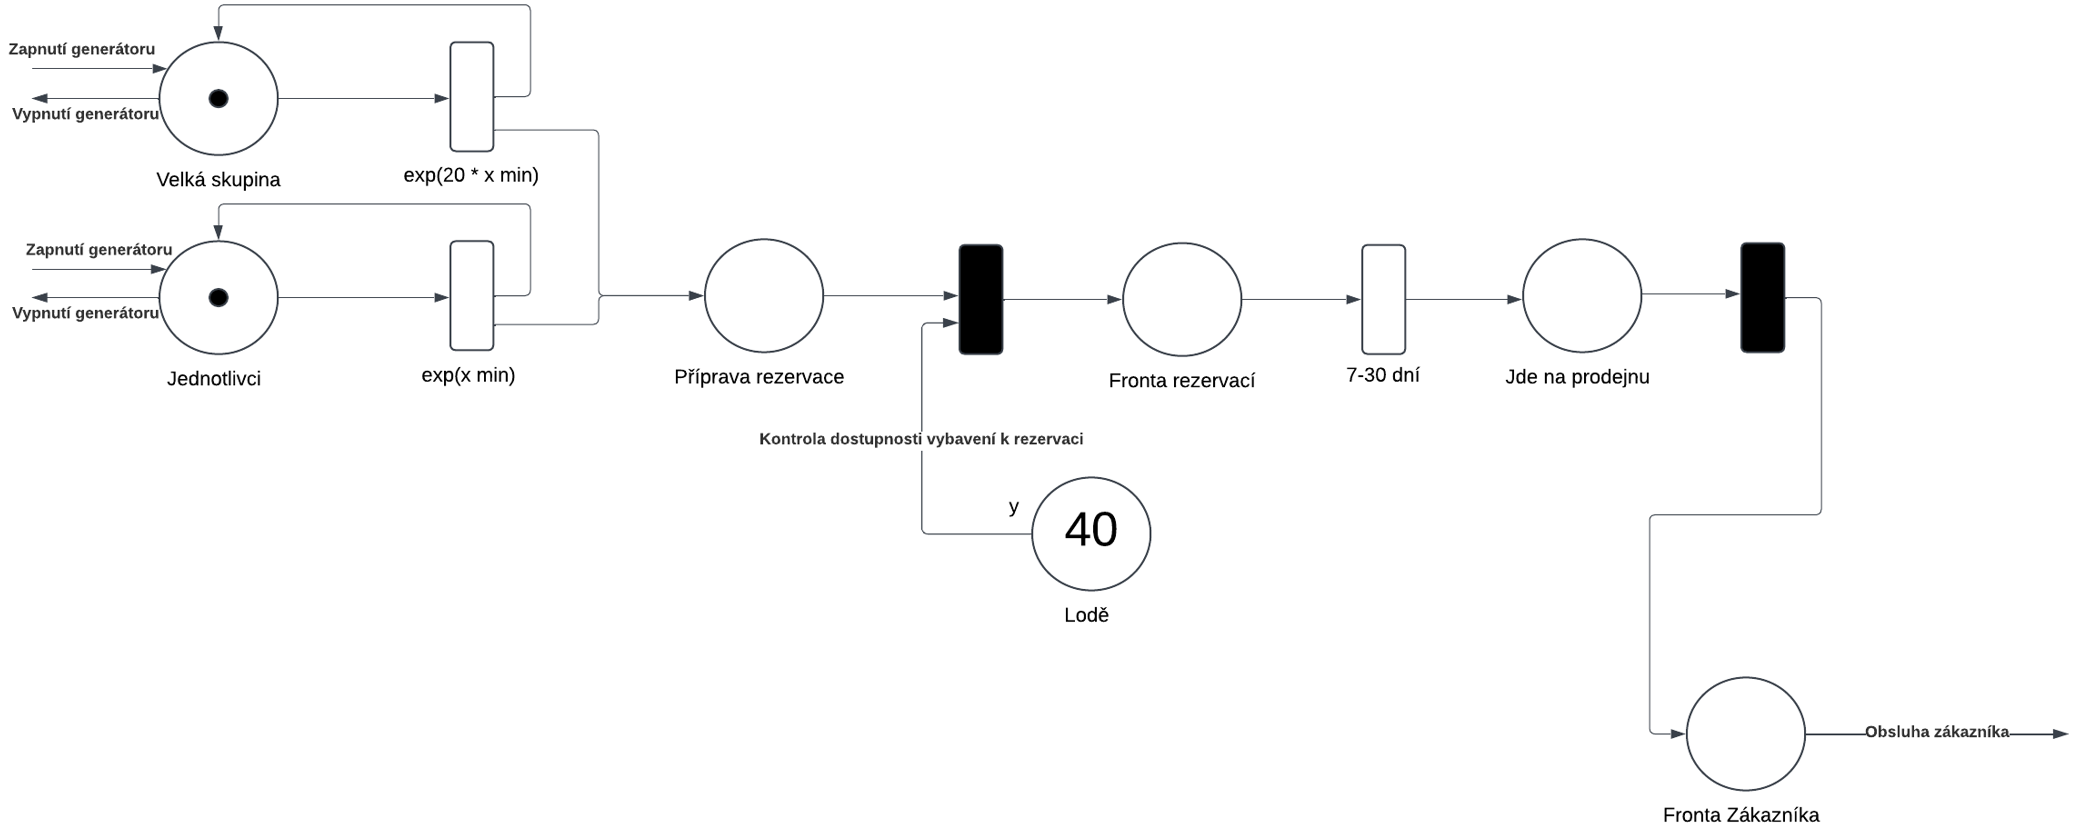 Zapnutí generátoru
Vypnutí generátoru
Velká skupina
exp(20 * x min)
Zapnutí generátoru
Vypnutí generátoru
Jednotlivci
exp(x min)
Příprava rezervace
Fronta rezervací
7-30 dní
Jde na prodejnu
Kontrola dostupnosti vybavení k rezervaci
y
40
Lodě
Obsluha zákazníka
Fronta Zákazníka